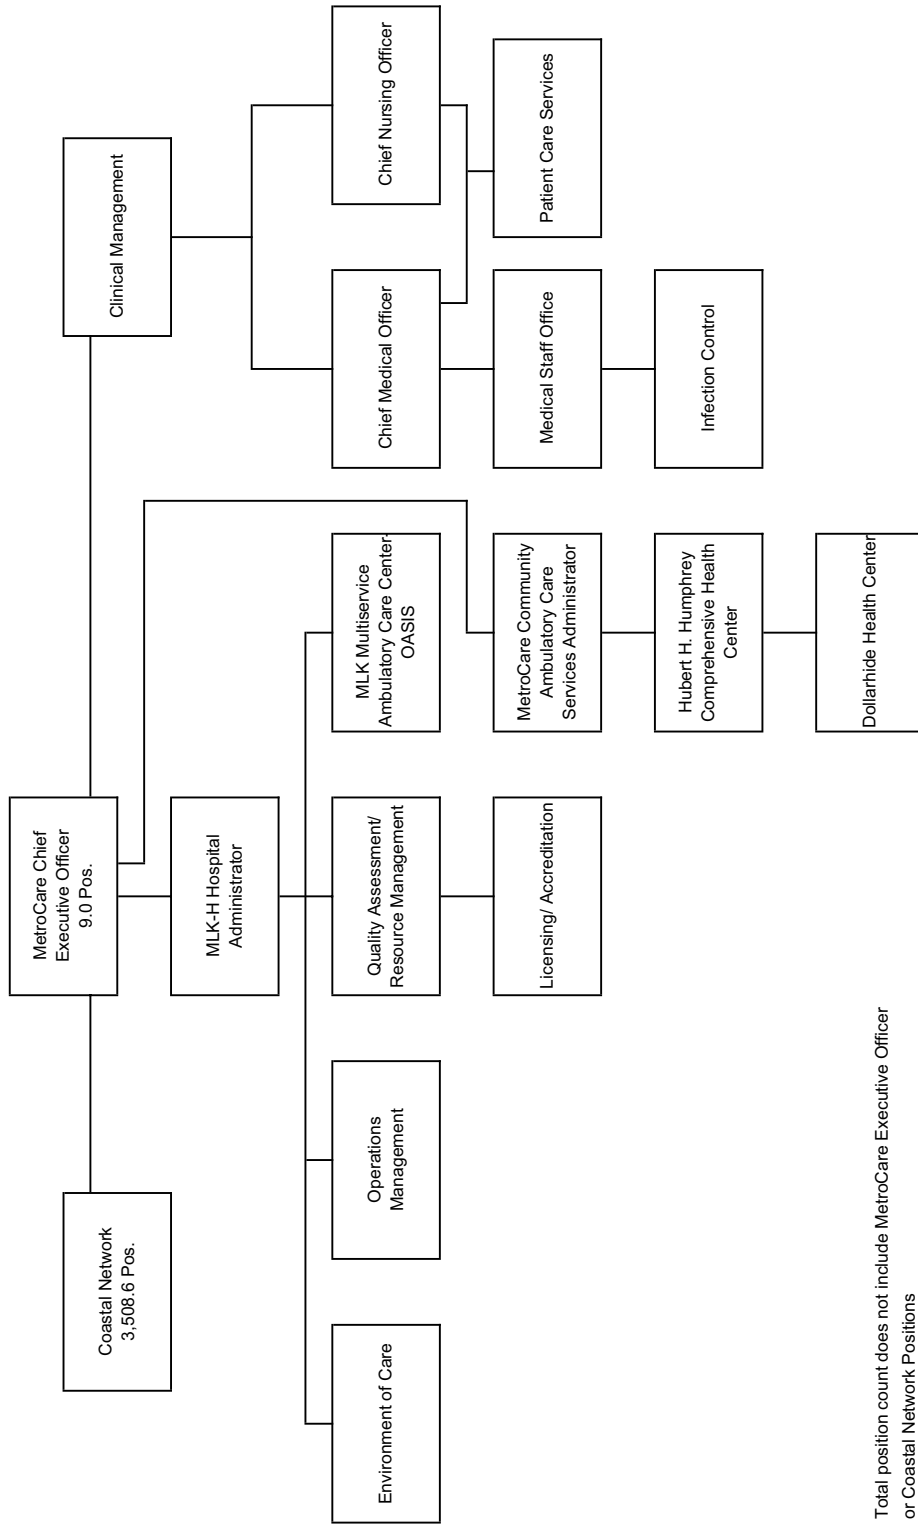 MetroCare Chief
Executive Officer
9.0 Pos.
Coastal Network
3,508.6 Pos.
Clinical Management
MLK-H Hospital
Administrator
Environment of Care
Operations
Management
Quality Assessment/
Resource Management
MLK Multiservice
Ambulatory Care Center-
OASIS
Chief Medical Officer
Chief Nursing Officer
Licensing/ Accreditation
MetroCare Community
Ambulatory Care
Services Administrator
Medical Staff Office
Patient Care Services
Hubert H. Humphrey
Comprehensive Health
Center
Infection Control
Dollarhide Health Center
Total position count does not include MetroCare Executive Officer
or Coastal Network Positions